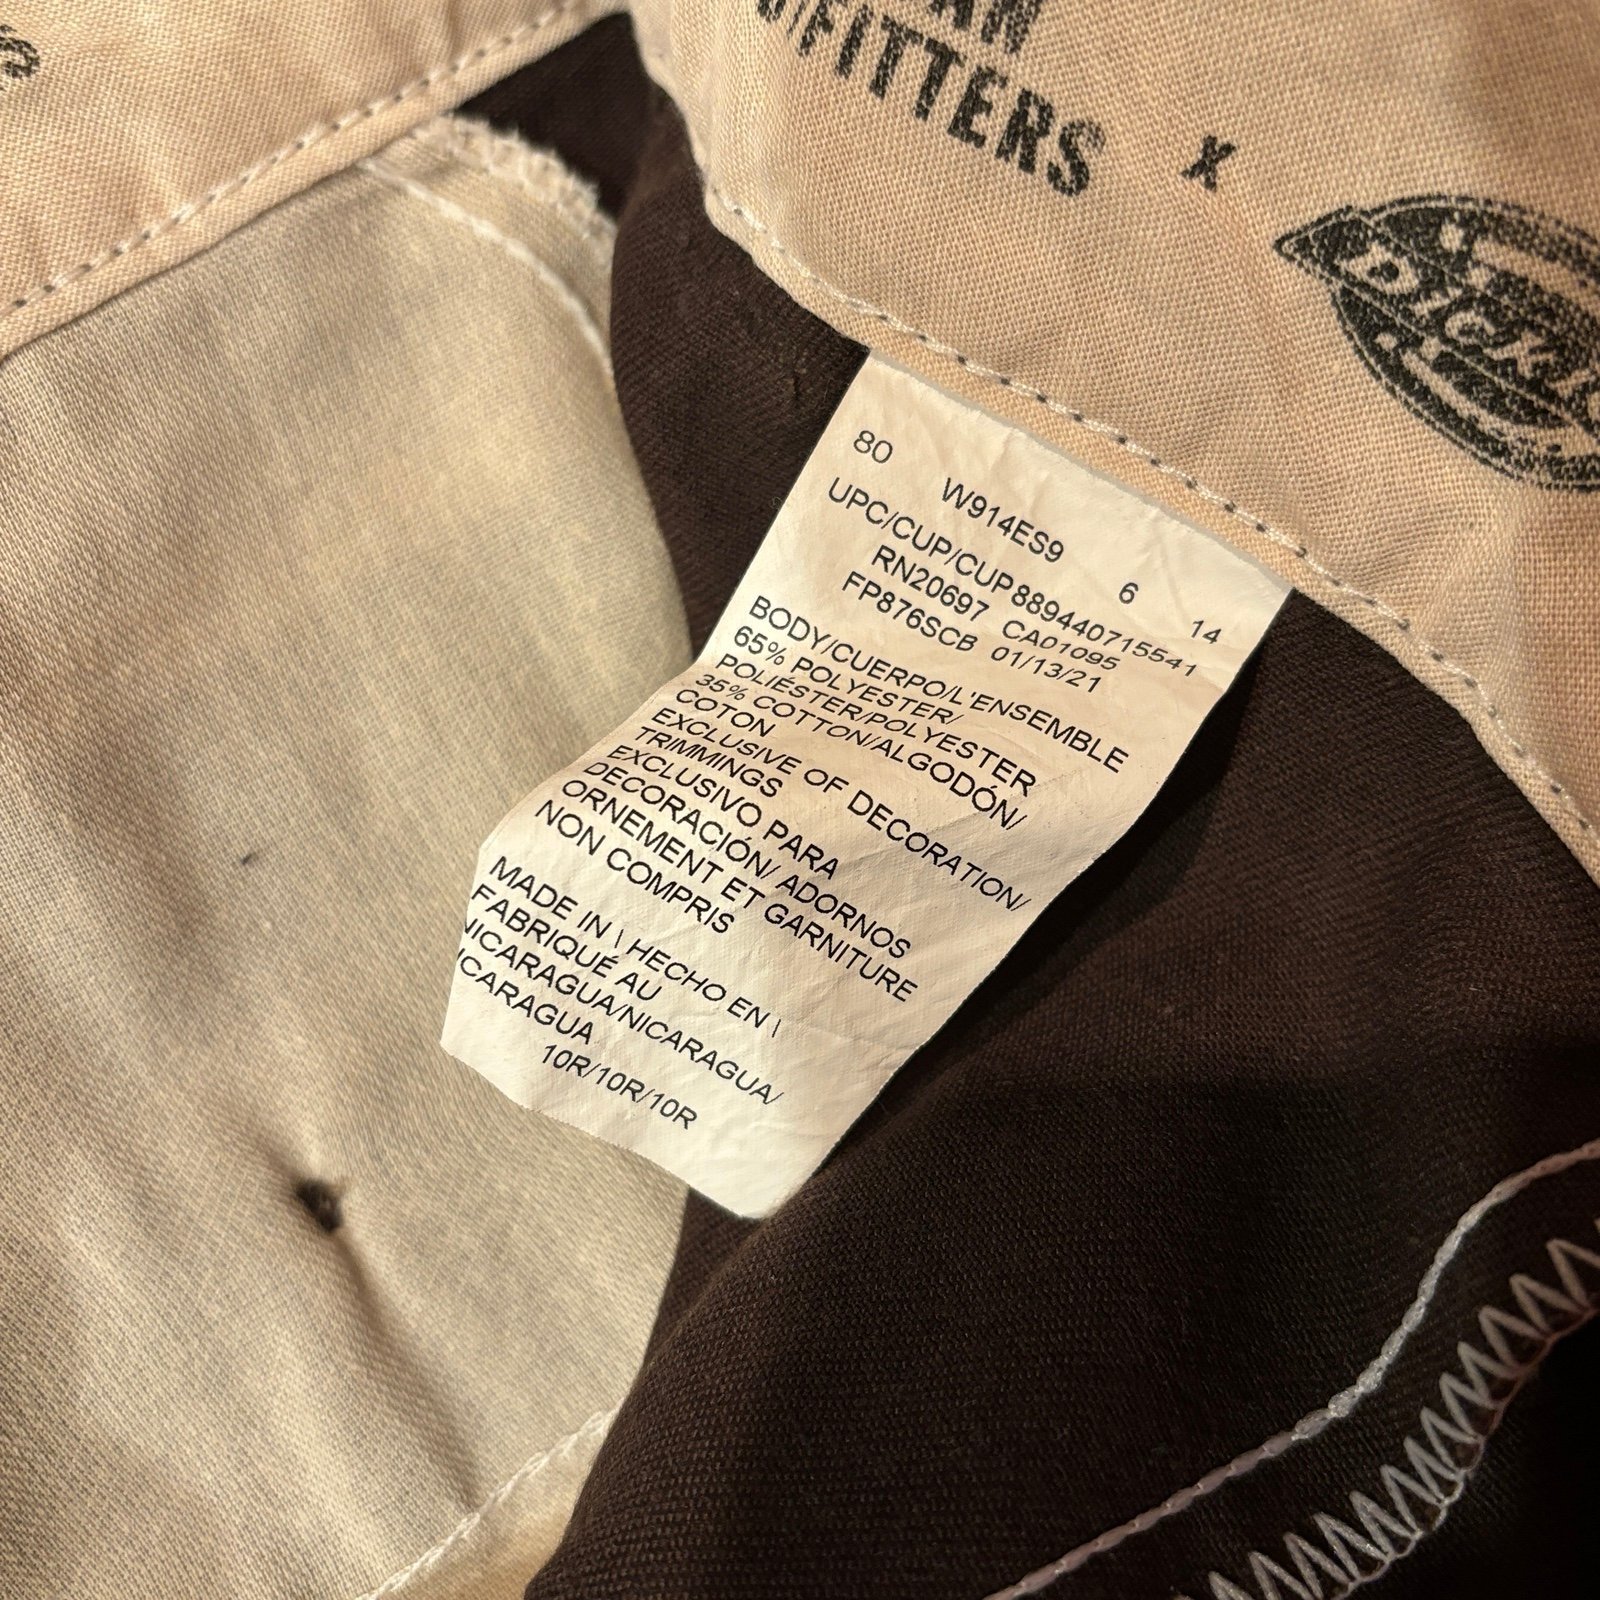 OUTFITTERS
x
Dickies
80 W914ES9 6 14
UPC/CUP/CUP889440715541
RN20697 CA01095
FP876SCB 01/13/21
BODY/CUERPO/L'ENSEMBLE
65% POLYESTER/
POLIÉSTER/POLYESTER
35% COTTON/ALGODÓN/
COTON
EXCLUSIVE OF DECORATION/
TRIMMINGS
EXCLUSIVO PARA
DECORACIÓN/ ADORNOS
ORNEMENT ET GARNITURE
NON COMPRIS
MADE IN \ HECHO EN \
FABRIQUÉ AU
NICARAGUA/NICARAGUA/
ICARAGUA
10R/10R/10R